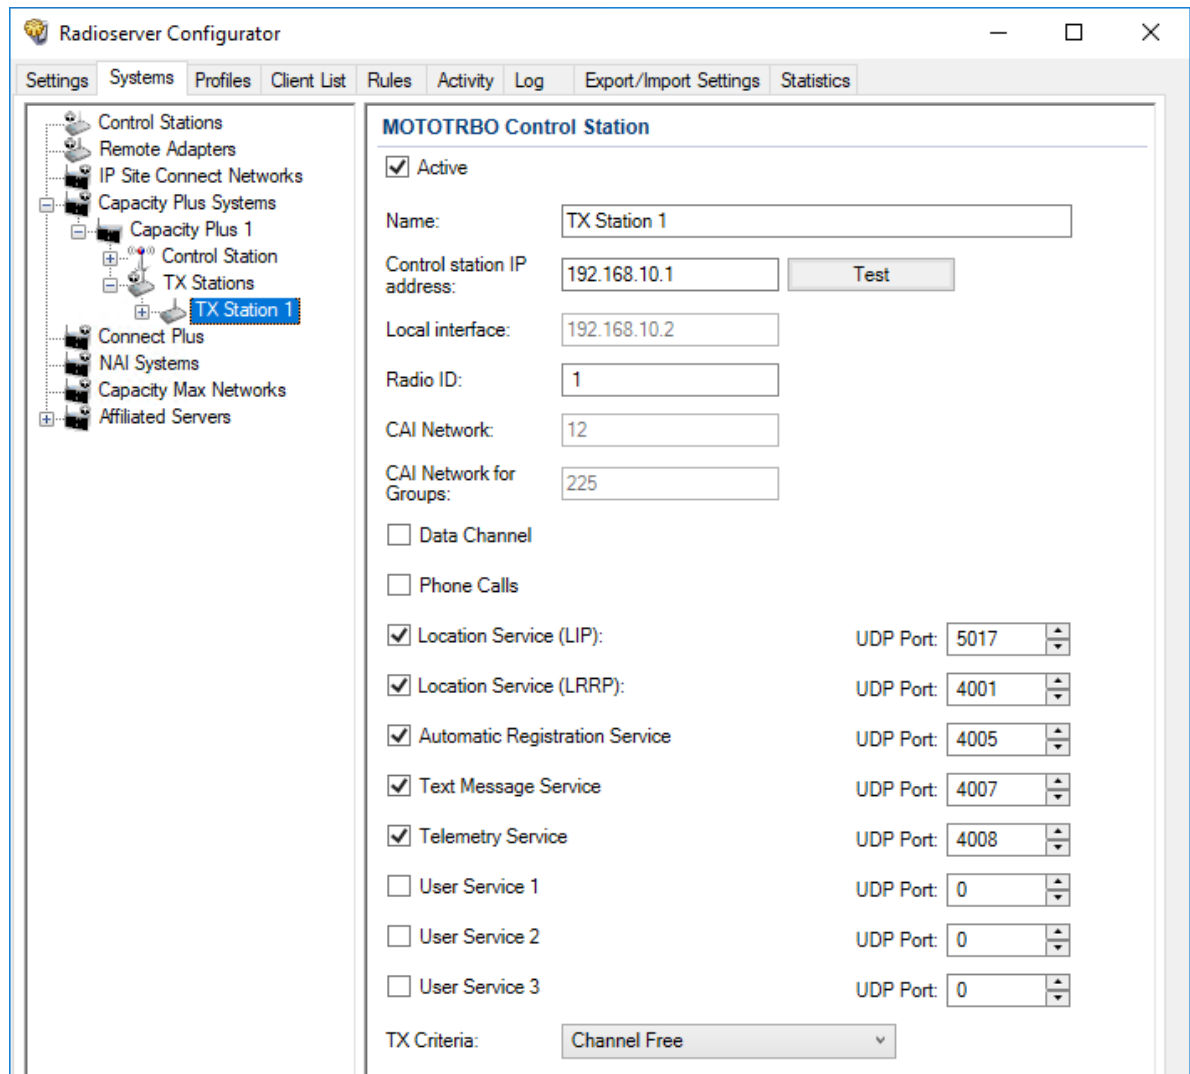 Radioserver Configurator
Settings Systems Profiles Client List Rules Activity Log Export/Import Settings Statistics
Control Stations
Remote Adapters
IP Site Connect Networks
Capacity Plus Systems
Capacity Plus 1
Control Station
TX Stations
TX Station 1
Connect Plus
NAI Systems
Capacity Max Networks
Affiliated Servers
MOTOTRBO Control Station
Active
Name: TX Station 1
Control station IP address: 192.168.10.1 Test
Local interface: 192.168.10.2
Radio ID: 1
CAI Network: 12
CAI Network for Groups: 225
Data Channel
Phone Calls
Location Service (LIP): UDP Port: 5017
Location Service (LRRP): UDP Port: 4001
Automatic Registration Service UDP Port: 4005
Text Message Service UDP Port: 4007
Telemetry Service UDP Port: 4008
User Service 1 UDP Port: 0
User Service 2 UDP Port: 0
User Service 3 UDP Port: 0
TX Criteria: Channel Free